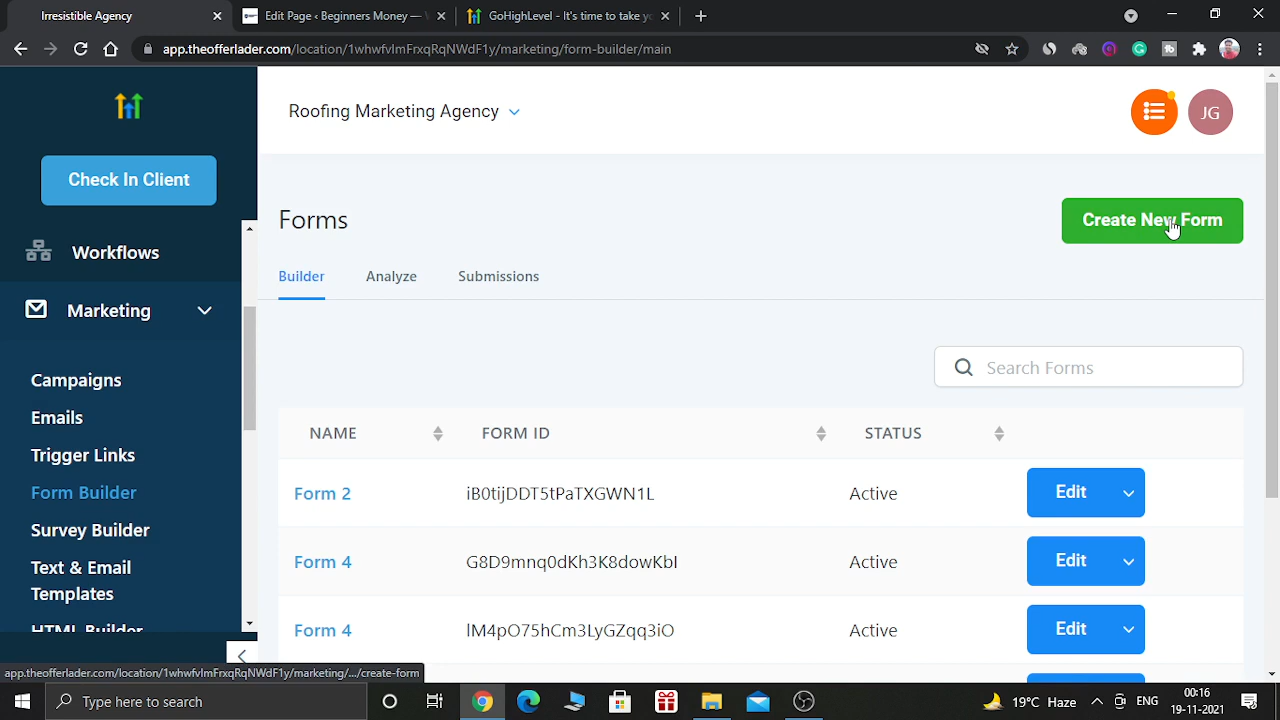 Irresistible Agency
Edit Page ‹ Beginners Money —
GoHighLevel - It's time to take yo
app.theofferlader.com/location/1whwfvImFrxqRqNWdF1y/marketing/form-builder/main
Roofing Marketing Agency
JG
Check In Client
Workflows
Marketing
Campaigns
Emails
Trigger Links
Form Builder
Survey Builder
Text & Email
Templates
HTML Builder
Forms
Create New Form
Builder Analyze Submissions
Search Forms
NAME FORM ID STATUS
Form 2 iB0tijDDT5tPaTXGWN1L Active Edit
Form 4 G8D9mnq0dKh3K8dowKbI Active Edit
Form 4 IM4pO75hCm3LyGZqq3iO Active Edit
app.theofferlader.com/location/1whwfvImFrxqRqNWdF1y/marketing/.../create-form
Type here to search
19°C Haze
ENG
00:16
19-11-2021